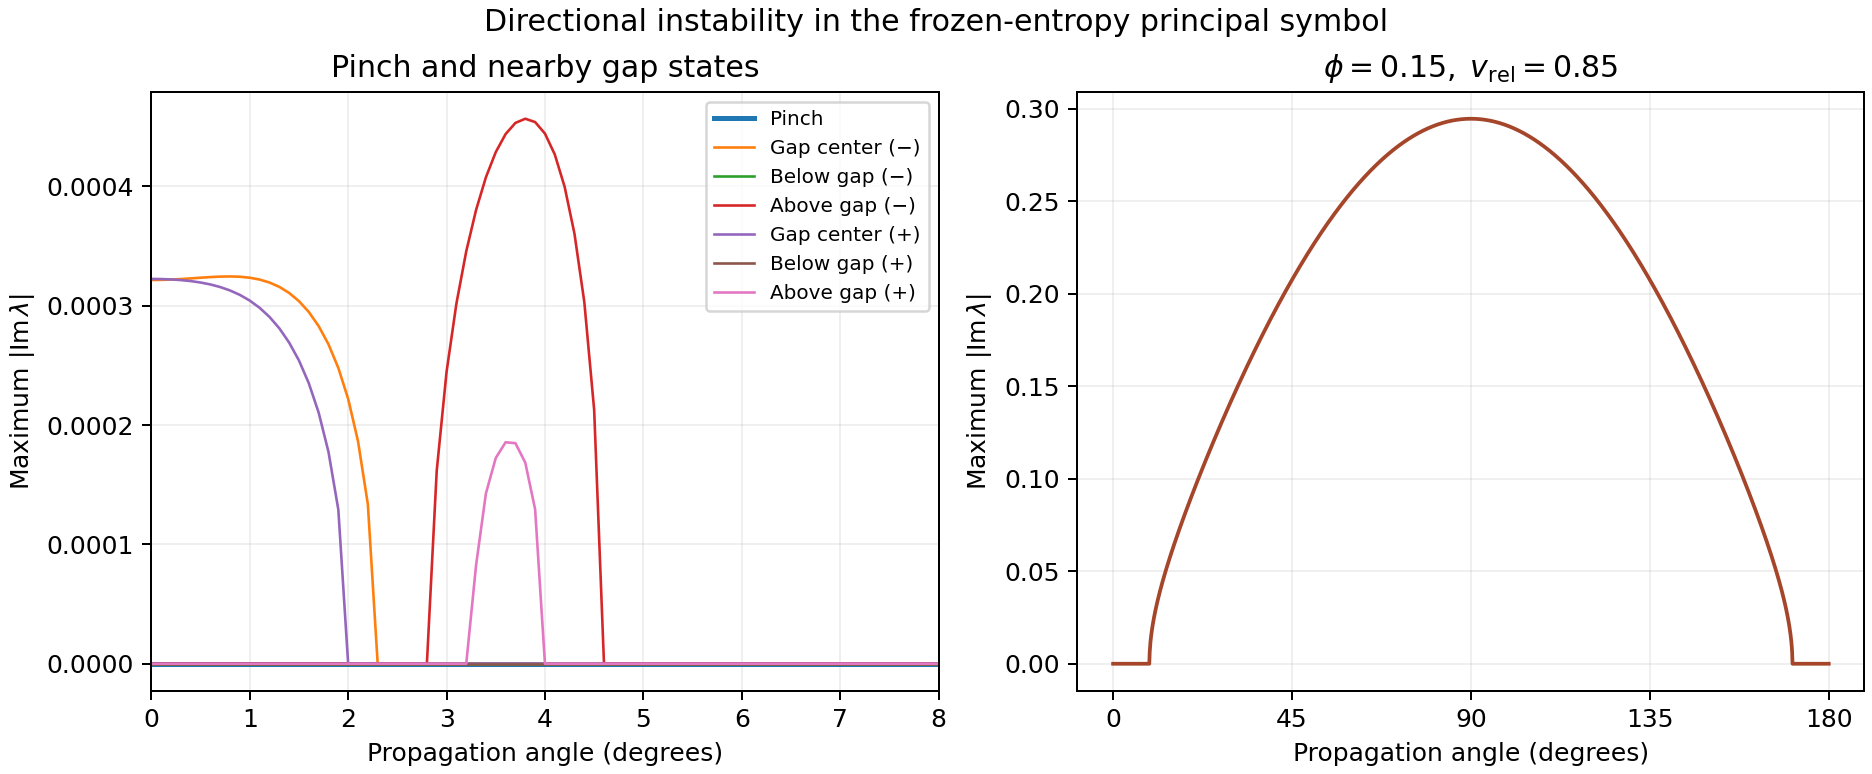 Directional instability in the frozen-entropy principal symbol
Pinch and nearby gap states
Maximum |Im λ|
0.0004
0.0003
0.0002
0.0001
0.0000
Pinch
Gap center (−)
Below gap (−)
Above gap (−)
Gap center (+)
Below gap (+)
Above gap (+)
0 1 2 3 4 5 6 7 8
Propagation angle (degrees)
ϕ = 0.15, v_rel = 0.85
Maximum |Im λ|
0.30
0.25
0.20
0.15
0.10
0.05
0.00
0 45 90 135 180
Propagation angle (degrees)